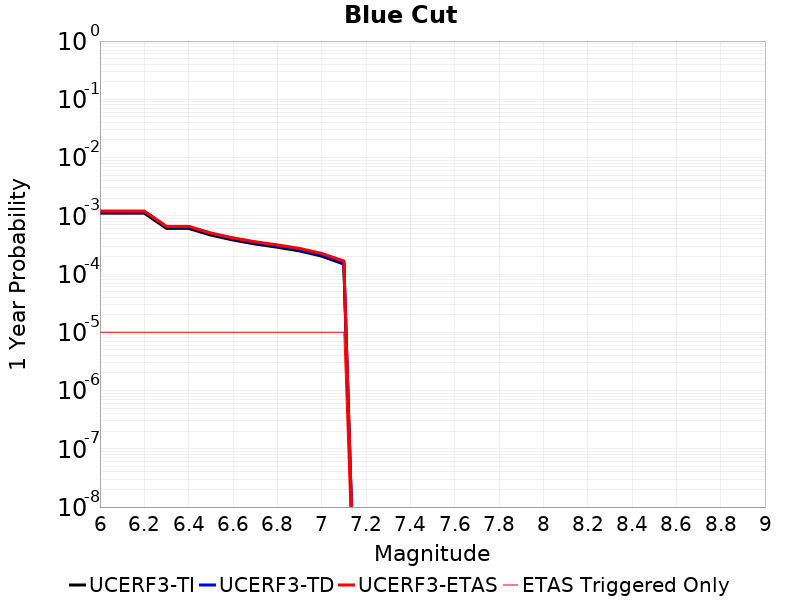 Blue Cut
1 Year Probability
10^0
10^-1
10^-2
10^-3
10^-4
10^-5
10^-6
10^-7
10^-8
6 6.2 6.4 6.6 6.8 7 7.2 7.4 7.6 7.8 8 8.2 8.4 8.6 8.8 9
Magnitude
UCERF3-TI UCERF3-TD UCERF3-ETAS ETAS Triggered Only